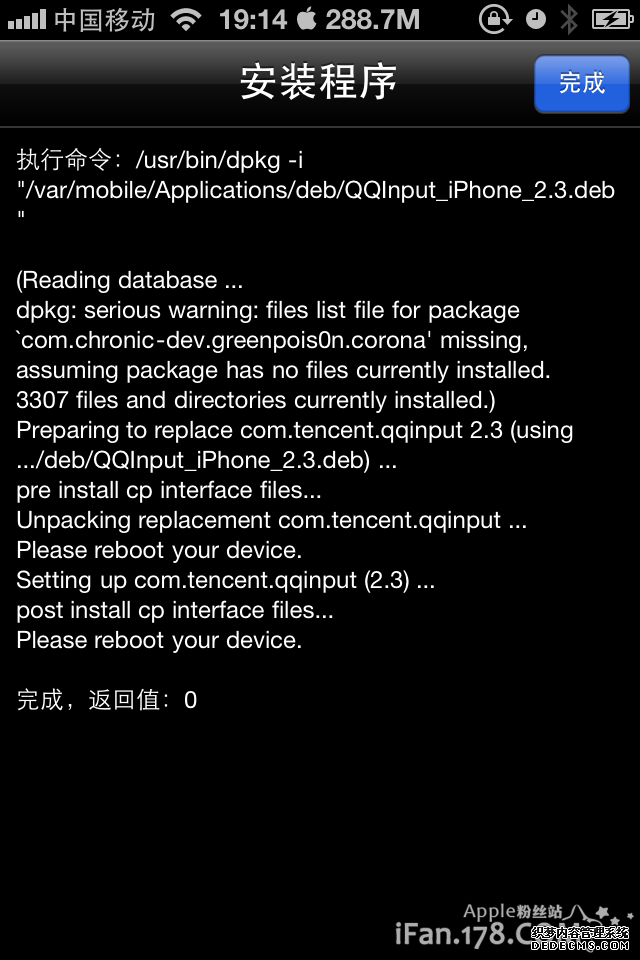 中国移动 19:14 288.7M
安装程序
完成
执行命令：/usr/bin/dpkg -i
"/var/mobile/Applications/deb/QQInput_iPhone_2.3.deb
"
(Reading database ...
dpkg: serious warning: files list file for package
`com.chronic-dev.greenpois0n.corona' missing,
assuming package has no files currently installed.
3307 files and directories currently installed.)
Preparing to replace com.tencent.qqinput 2.3 (using
.../deb/QQInput_iPhone_2.3.deb) ...
pre install cp interface files...
Unpacking replacement com.tencent.qqinput ...
Please reboot your device.
Setting up com.tencent.qqinput (2.3) ...
post install cp interface files...
Please reboot your device.
完成，返回值：0
Apple粉丝站
iFan.178.C
织梦内容管理系统
DEDECMS.COM